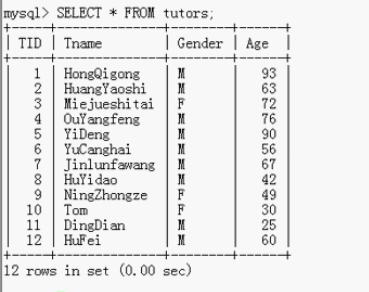 mysql> SELECT * FROM tutors;
+-----+--------------+--------+------+
| TID | Tname | Gender | Age |
+-----+--------------+--------+------+
| 1 | HongQigong | M | 93 |
| 2 | HuangYaoshi | M | 63 |
| 3 | Miejueshitai | F | 72 |
| 4 | OuYangfeng | M | 76 |
| 5 | YiDeng | M | 90 |
| 6 | YuCanghai | M | 56 |
| 7 | Jinlunfawang | M | 67 |
| 8 | HuYidao | M | 42 |
| 9 | NingZhongze | F | 49 |
| 10 | Tom | F | 30 |
| 11 | DingDian | M | 25 |
| 12 | HuFei | M | 60 |
+-----+--------------+--------+------+
12 rows in set (0.00 sec)